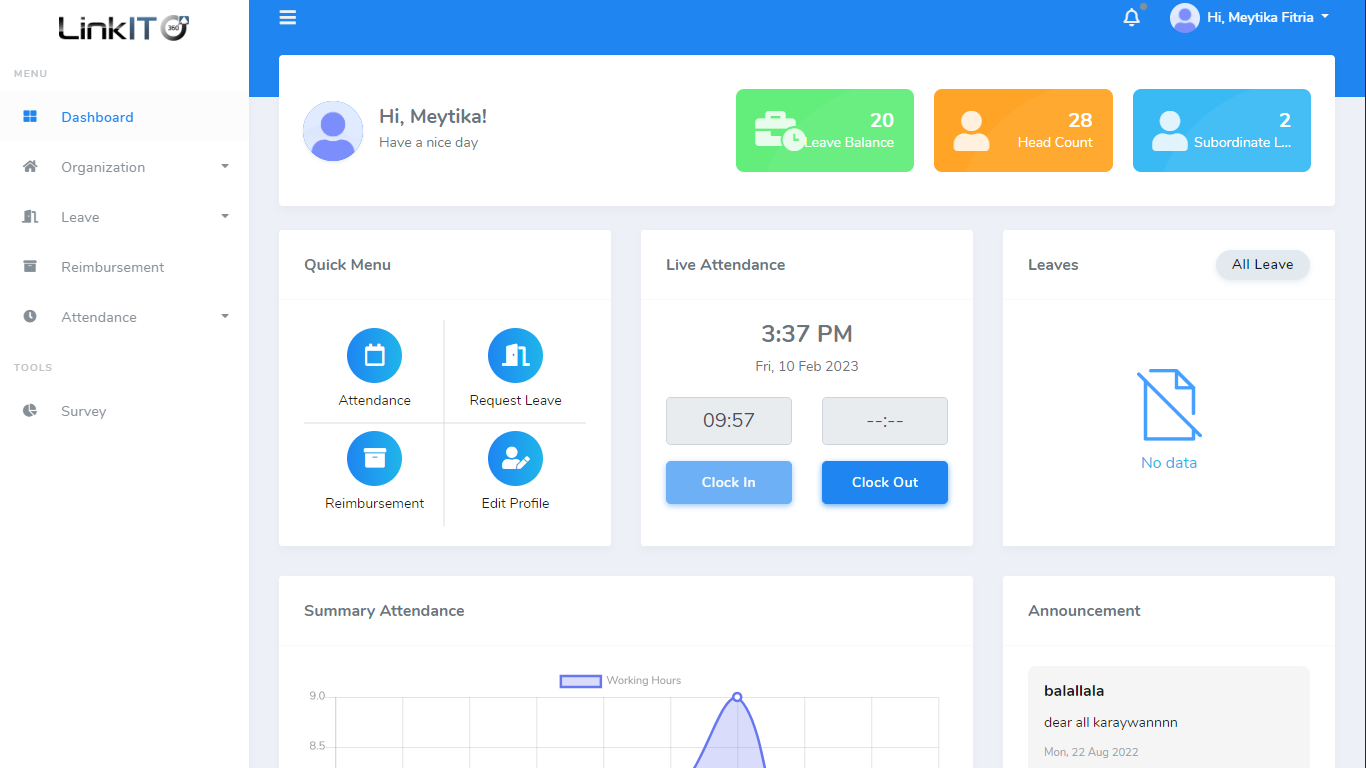 LinkIT 360
Hi, Meytika Fitria
MENU
Dashboard
Organization
Leave
Reimbursement
Attendance
TOOLS
Survey
Hi, Meytika!
Have a nice day
20
Leave Balance
28
Head Count
2
Subordinate L...
Quick Menu
Attendance
Request Leave
Reimbursement
Edit Profile
Live Attendance
3:37 PM
Fri, 10 Feb 2023
09:57
--:--
Clock In
Clock Out
Leaves
All Leave
No data
Summary Attendance
Working Hours
9.0
8.5
Announcement
balallala
dear all karaywannnn
Mon, 22 Aug 2022